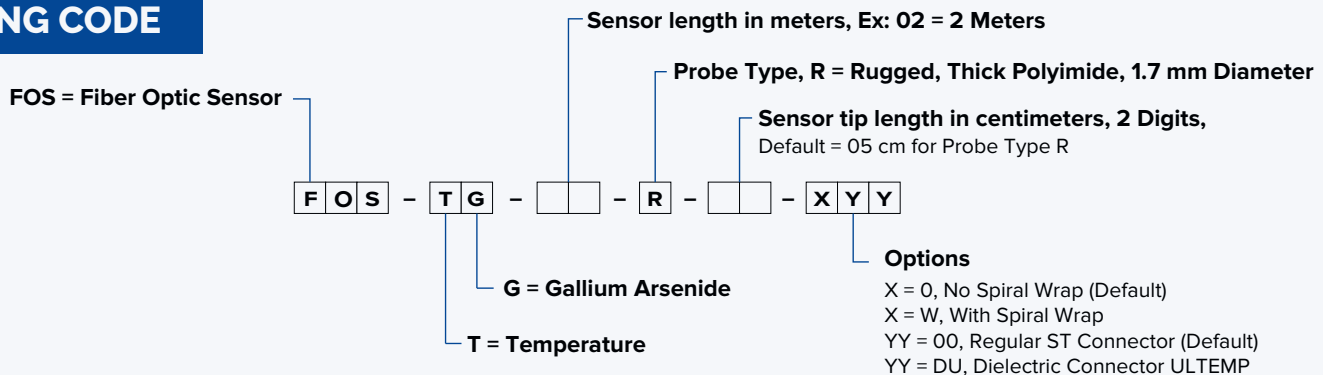 NG CODE
Sensor length in meters, Ex: 02 = 2 Meters
Probe Type, R = Rugged, Thick Polyimide, 1.7 mm Diameter
FOS = Fiber Optic Sensor
Sensor tip length in centimeters, 2 Digits,
Default = 05 cm for Probe Type R
F O S – T G – – R – – X Y Y
Options
G = Gallium Arsenide
X = 0, No Spiral Wrap (Default)
X = W, With Spiral Wrap
T = Temperature
YY = 00, Regular ST Connector (Default)
YY = DU, Dielectric Connector ULTEMP